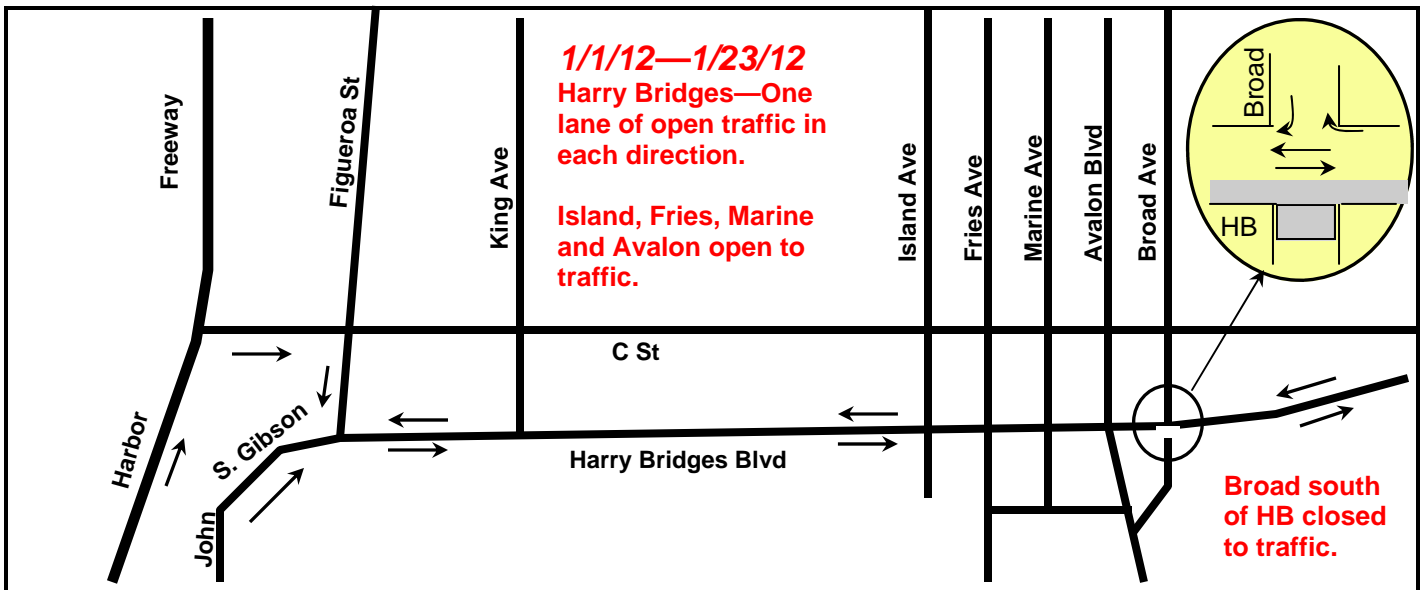 1/1/12—1/23/12
Harry Bridges—One
lane of open traffic in
each direction.
Island, Fries, Marine
and Avalon open to
traffic.
Freeway
Harbor
Figueroa St
King Ave
Island Ave
Fries Ave
Marine Ave
Avalon Blvd
Broad Ave
Broad
HB
C St
S. Gibson
John
Harry Bridges Blvd
Broad south
of HB closed
to traffic.